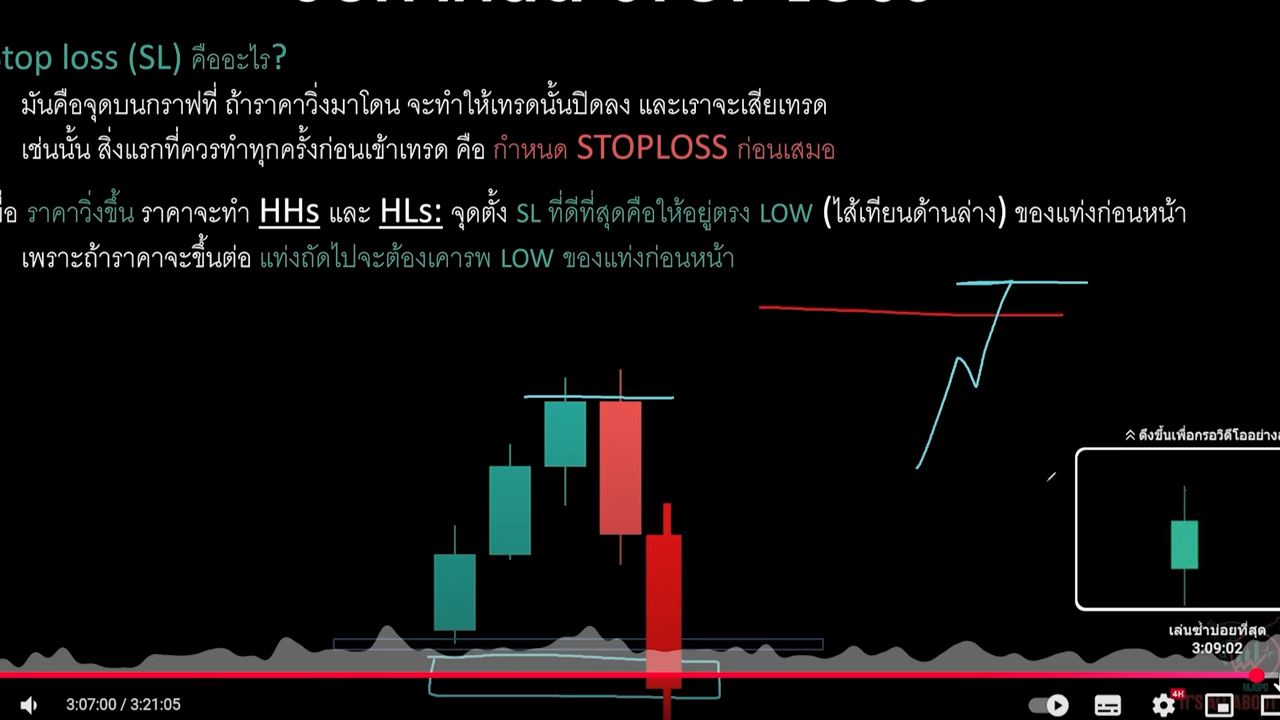 Stop loss (SL) คืออะไร?
มันคือจุดบนกราฟที่ ถ้าราคาวิ่งมาโดน จะทำให้เทรดนั้นปิดลง และเราจะเสียเทรด
เช่นนั้น สิ่งแรกที่ควรทำทุกครั้งก่อนเข้าเทรด คือ กำหนด STOPLOSS ก่อนเสมอ
ราคาวิ่งขึ้น ราคาจะทำ HHs และ HLs: จุดตั้ง SL ที่ดีที่สุดคือให้อยู่ตรง LOW (ไส้เทียนด้านล่าง) ของแท่งก่อนหน้า
เพราะถ้าราคาจะขึ้นต่อ แท่งถัดไปจะต้องเคารพ LOW ของแท่งก่อนหน้า
ดึงขึ้นเพื่อกรอวิดีโออย่าง
เล่นซ้ำบ่อยที่สุด
3:09:02
3:07:00 / 3:21:05
4K
MJOPO
IT'S ALL ABOUT